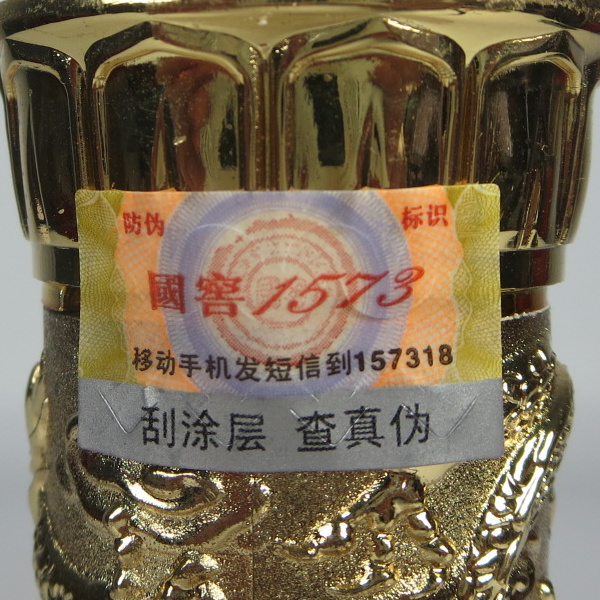 防伪 标识
國窖1573
移动手机发短信到157318
刮涂层 查真伪